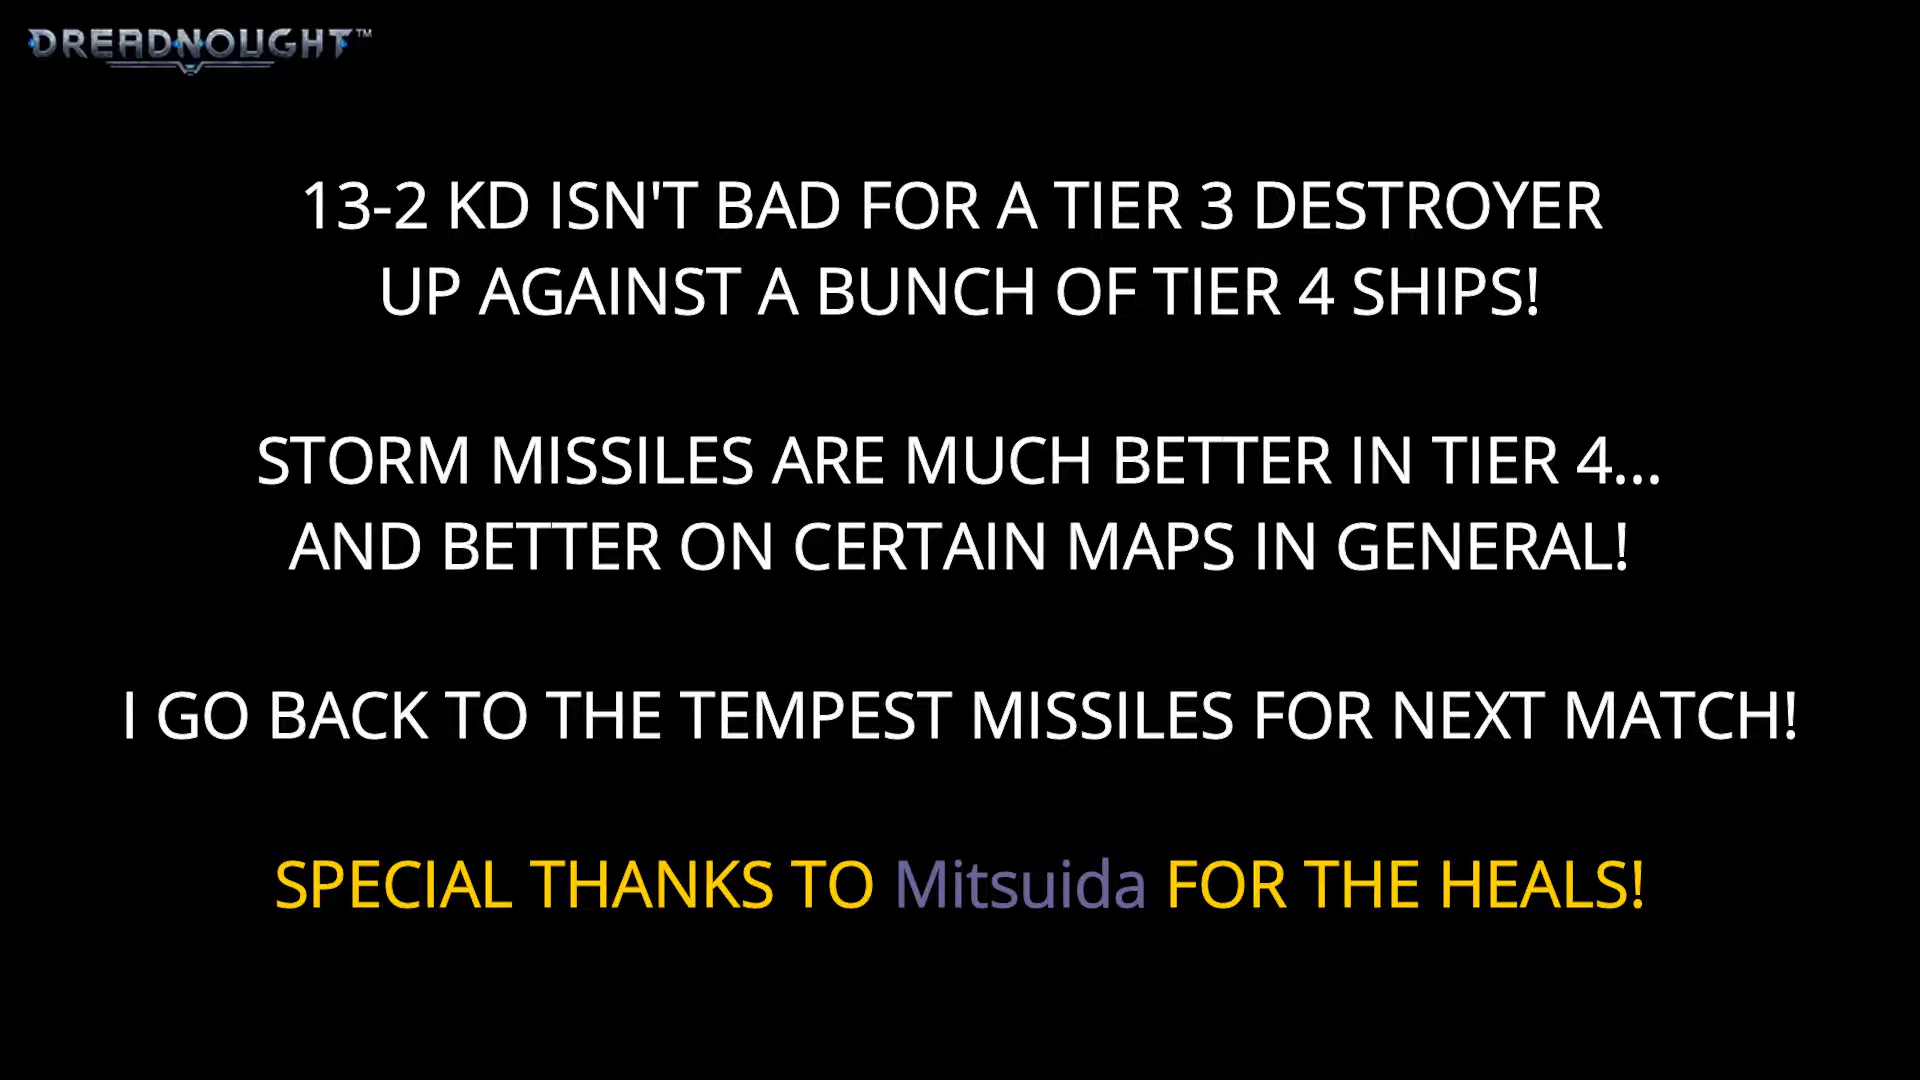 DREADNOUGHT™
13-2 KD ISN'T BAD FOR A TIER 3 DESTROYER
UP AGAINST A BUNCH OF TIER 4 SHIPS!
STORM MISSILES ARE MUCH BETTER IN TIER 4...
AND BETTER ON CERTAIN MAPS IN GENERAL!
I GO BACK TO THE TEMPEST MISSILES FOR NEXT MATCH!
SPECIAL THANKS TO Mitsuida FOR THE HEALS!